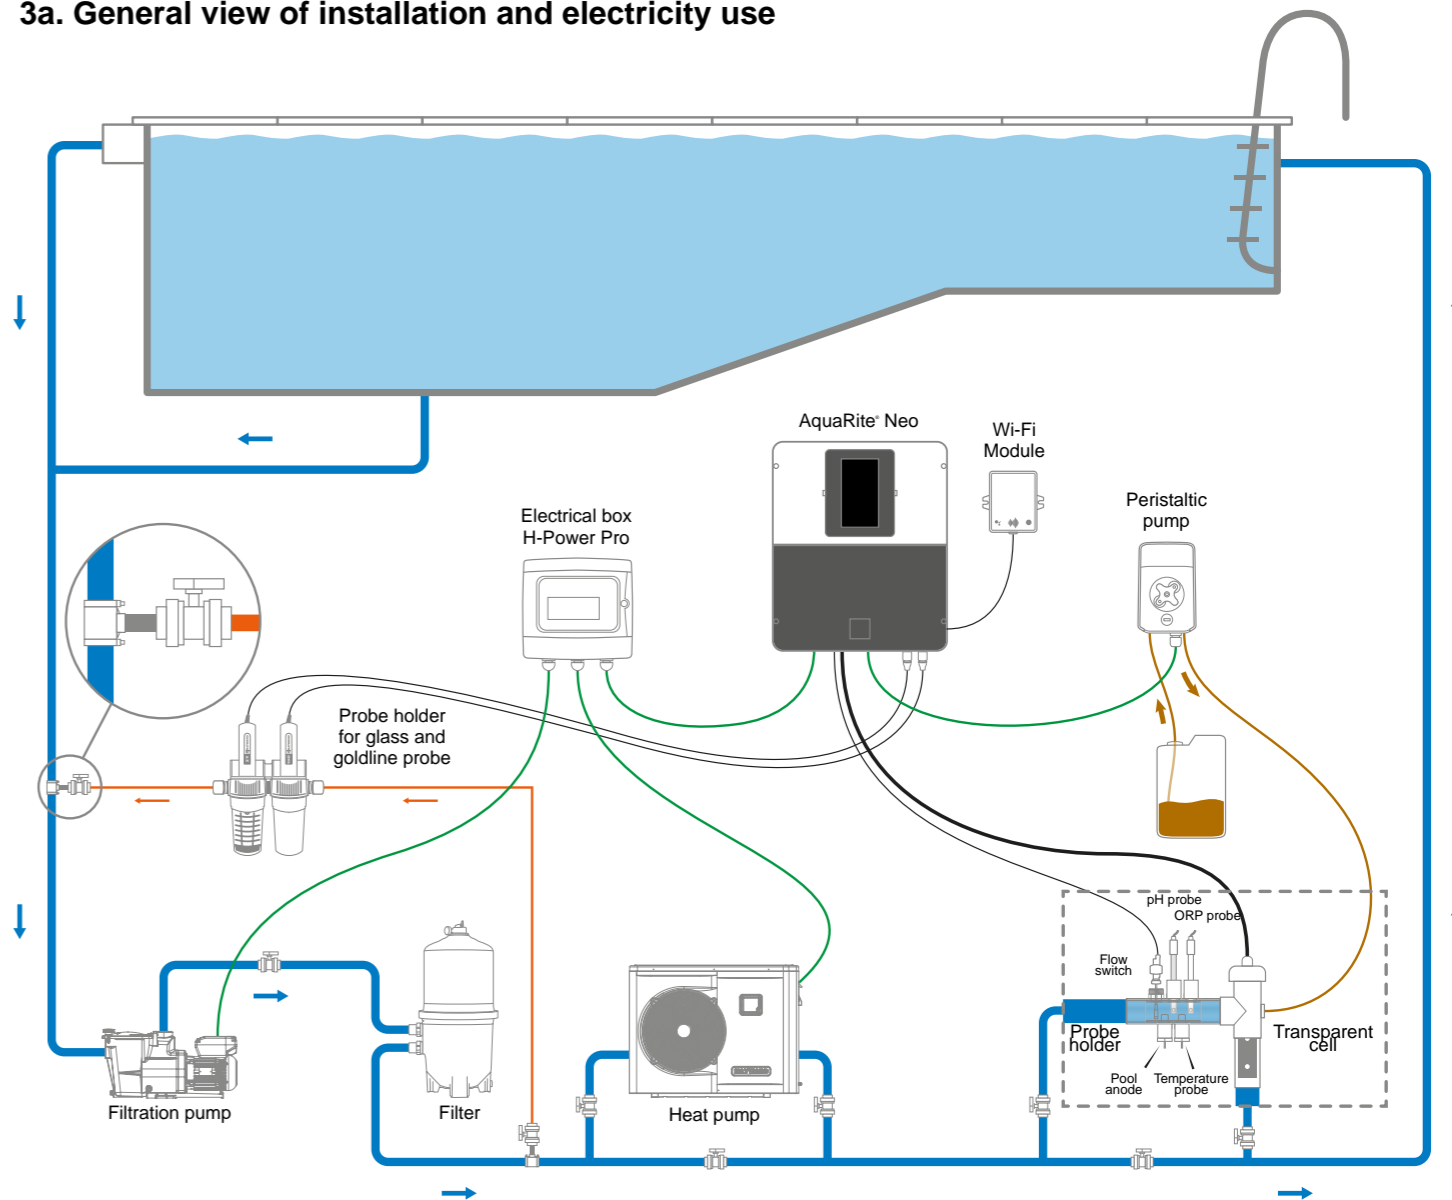 3a. General view of installation and electricity use
AquaRite® Neo
Wi-Fi
Module
Peristaltic
pump
Electrical box
H-Power Pro
Probe holder
for glass and
goldline probe
pH probe
ORP probe
Flow
switch
Probe
holder
Transparent
cell
Pool
anode
Temperature
probe
Filtration pump
Filter
Heat pump